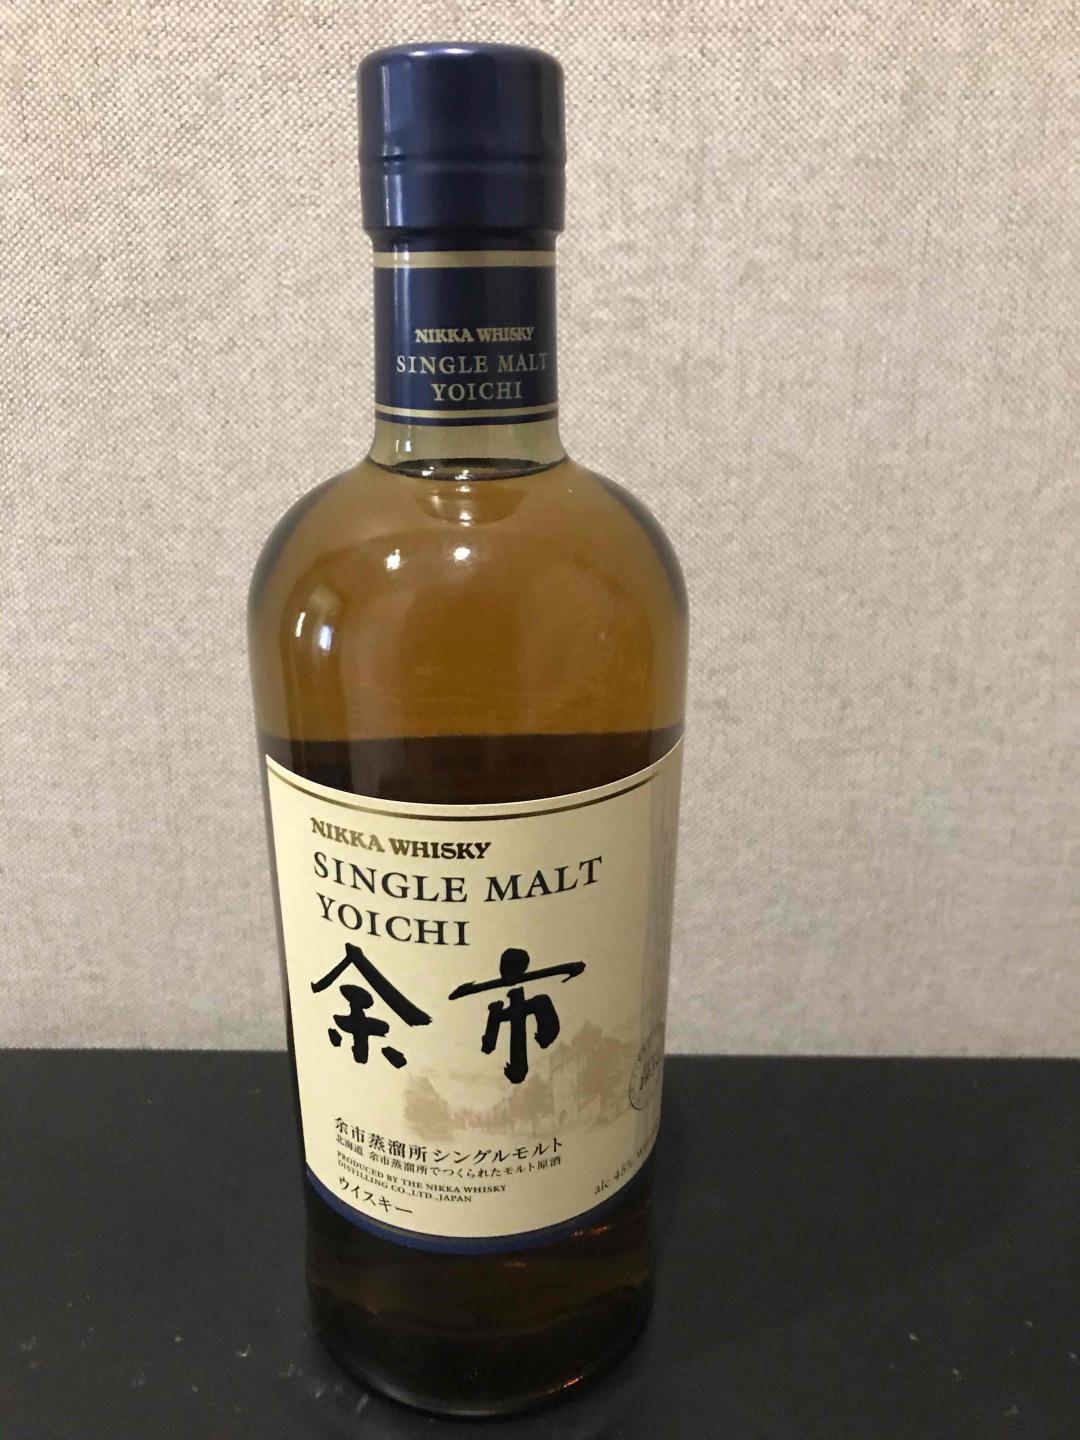 NIKKA WHISKY
SINGLE MALT
YOICHI
NIKKA WHISKY
SINGLE MALT
YOICHI
余市
余市蒸溜所シングルモルト
北海道 余市蒸溜所でつくられたモルト原酒
PRODUCED BY THE NIKKA WHISKY
DISTILLING CO.,LTD.,JAPAN
ウイスキー
alc. 45%